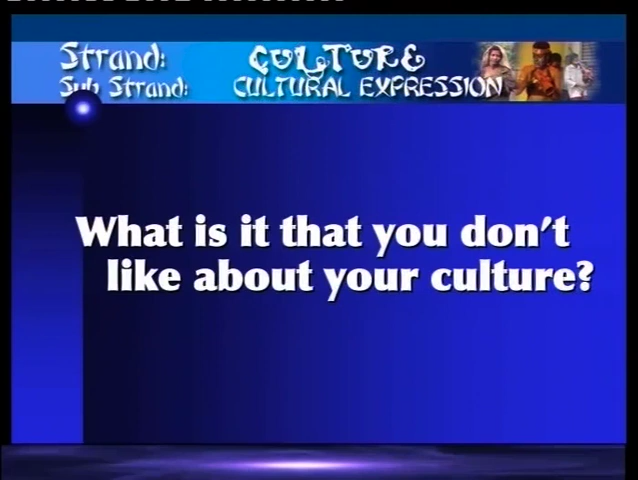 Strand: CULTURE
Sub Strand: CULTURAL EXPRESSION
What is it that you don't
like about your culture?